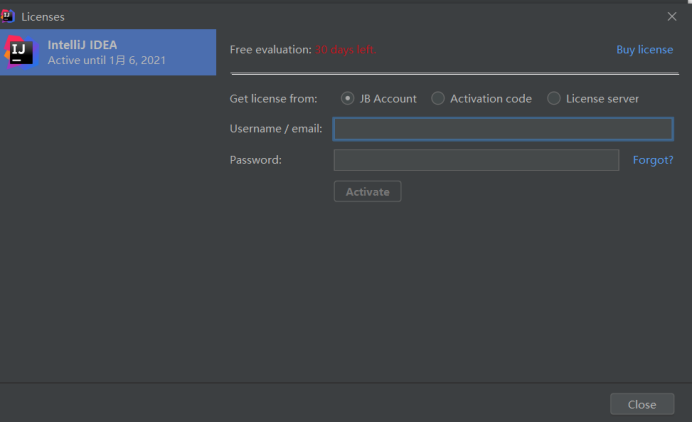 Licenses
IJ
IntelliJ IDEA
Active until 1月 6, 2021
Free evaluation: 30 days left.
Buy license
Get license from: JB Account Activation code License server
Username / email:
Password: Forgot?
Activate
Close